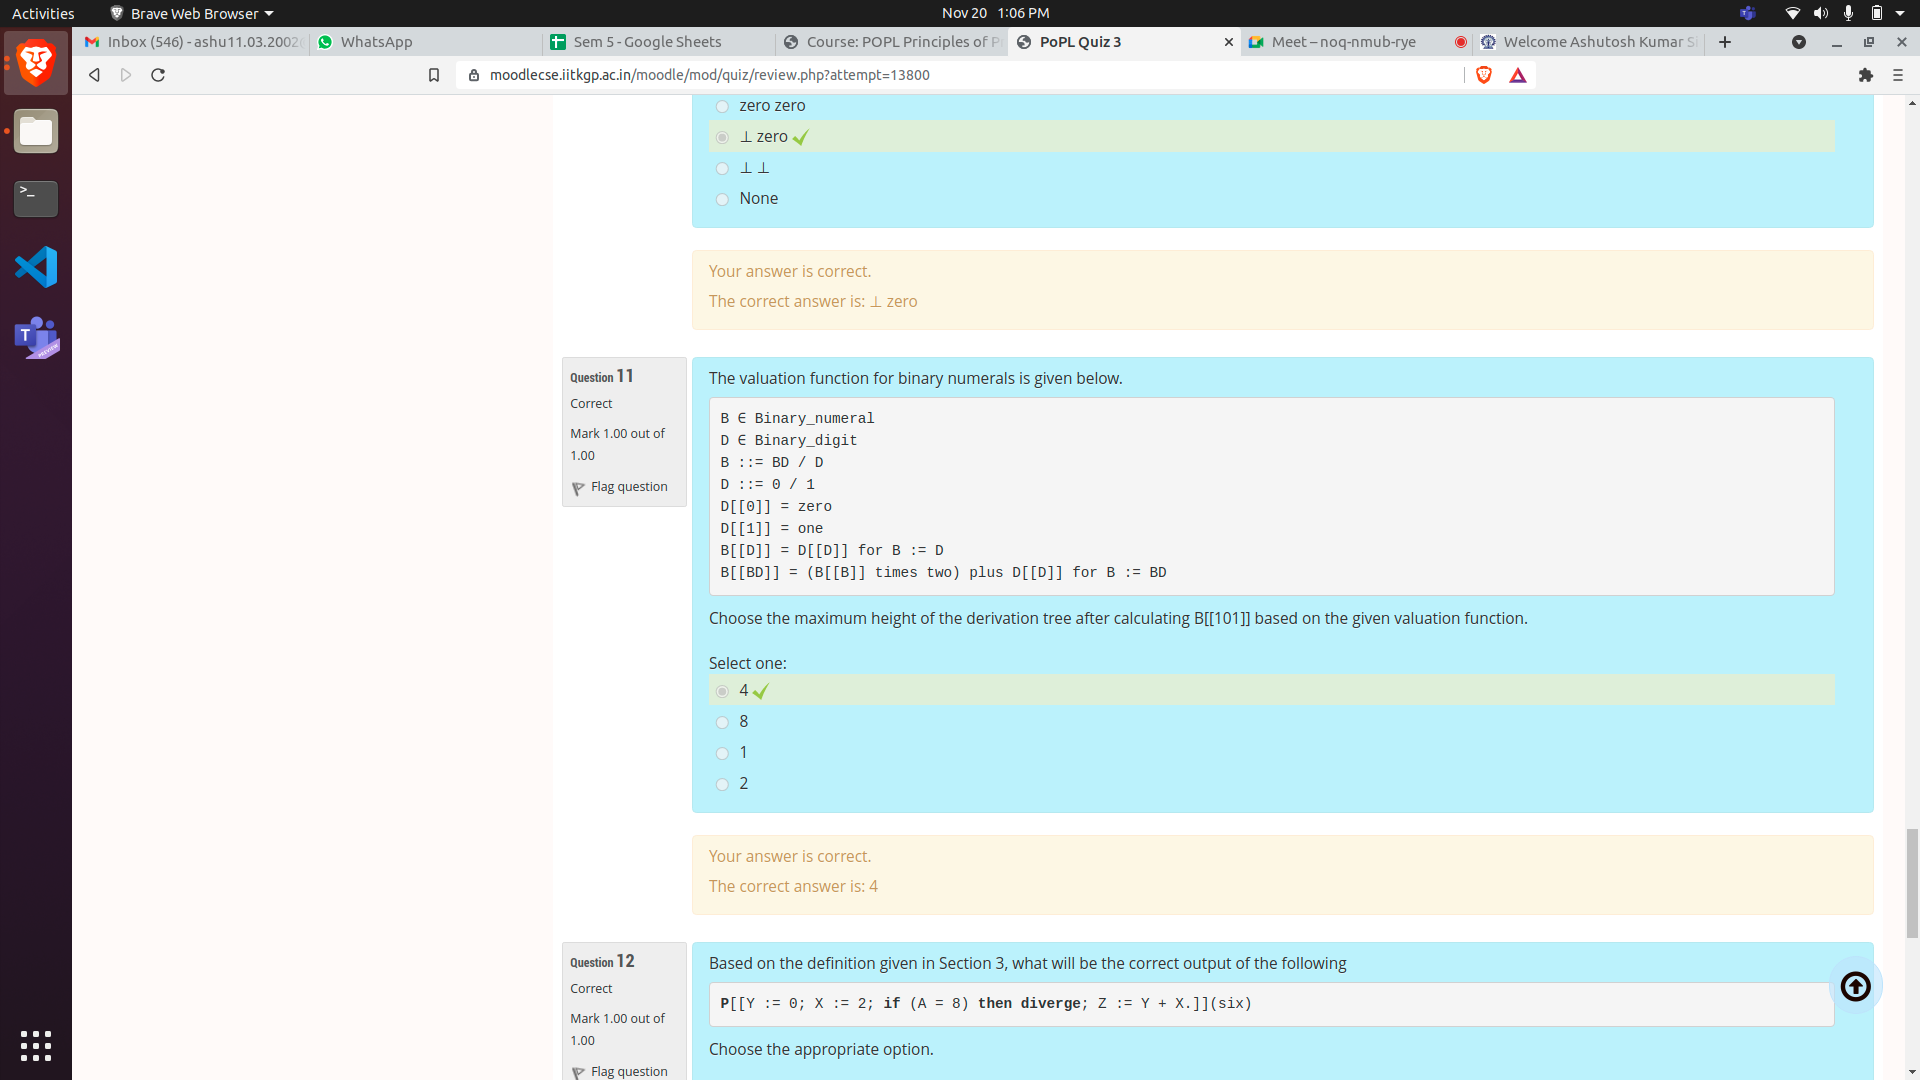 Activities
Brave Web Browser
Nov 20 1:06 PM
Inbox (546) - ashu11.03.2002
WhatsApp
Sem 5 - Google Sheets
Course: POPL Principles of P
PoPL Quiz 3
Meet – noq-nmub-rye
Welcome Ashutosh Kumar S
moodlecse.iitkgp.ac.in/moodle/mod/quiz/review.php?attempt=13800
zero zero
⊥ zero
⊥ ⊥
None
Your answer is correct.
The correct answer is: ⊥ zero
Question 11
Correct
Mark 1.00 out of
1.00
Flag question
The valuation function for binary numerals is given below.
B ∈ Binary_numeral
D ∈ Binary_digit
B ::= BD / D
D ::= 0 / 1
D[[0]] = zero
D[[1]] = one
B[[D]] = D[[D]] for B := D
B[[BD]] = (B[[B]] times two) plus D[[D]] for B := BD
Choose the maximum height of the derivation tree after calculating B[[101]] based on the given valuation function.
Select one:
4
8
1
2
Your answer is correct.
The correct answer is: 4
Question 12
Correct
Mark 1.00 out of
1.00
Flag question
Based on the definition given in Section 3, what will be the correct output of the following
P[[Y := 0; X := 2; if (A = 8) then diverge; Z := Y + X.]](six)
Choose the appropriate option.